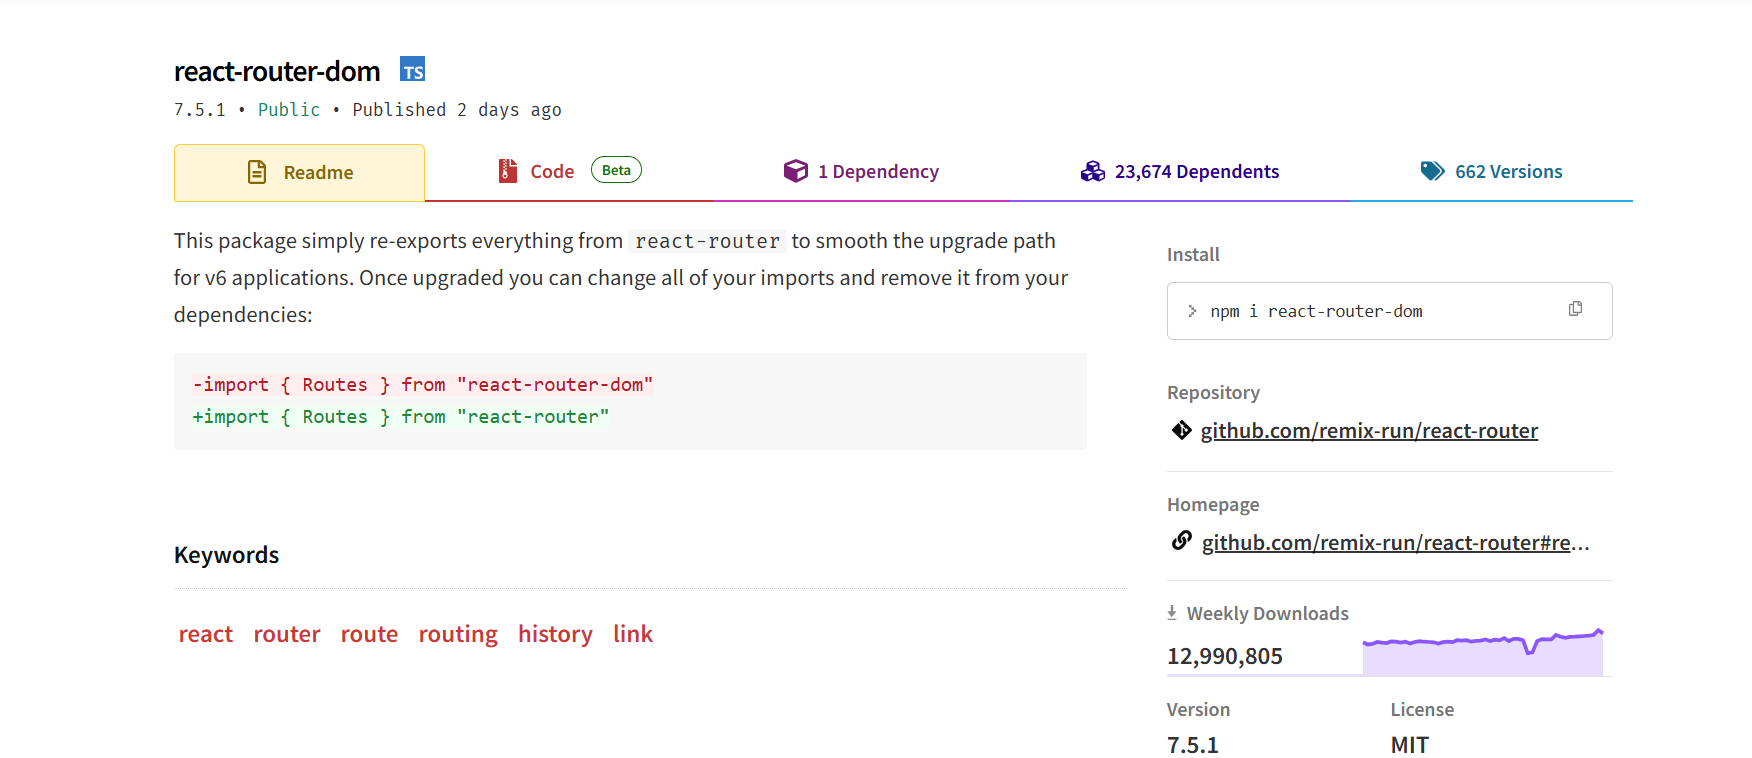 react-router-dom TS
7.5.1 • Public • Published 2 days ago
Readme
Code Beta
1 Dependency
23,674 Dependents
662 Versions
This package simply re-exports everything from react-router to smooth the upgrade path
for v6 applications. Once upgraded you can change all of your imports and remove it from your
dependencies:
-import { Routes } from "react-router-dom"
+import { Routes } from "react-router"
Keywords
react router route routing history link
Install
> npm i react-router-dom
Repository
github.com/remix-run/react-router
Homepage
github.com/remix-run/react-router#re...
Weekly Downloads
12,990,805
Version
7.5.1
License
MIT